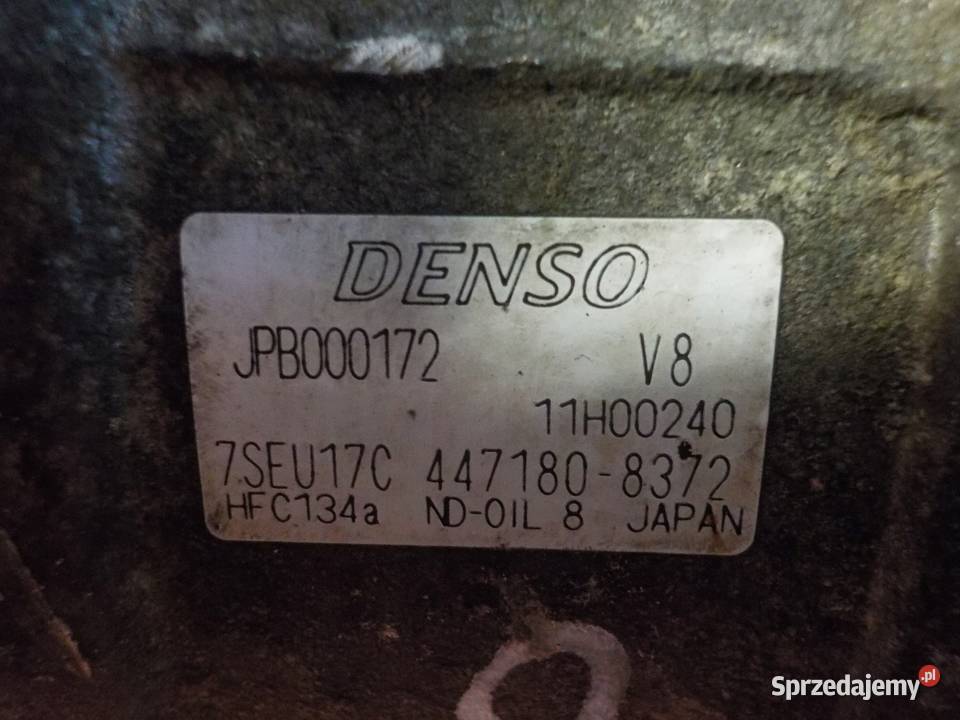 DENSO
JPB000172 V8
11H00240
7SEU17C 447180-8372
HFC134a ND-OIL 8 JAPAN
Sprzedajemy.pl